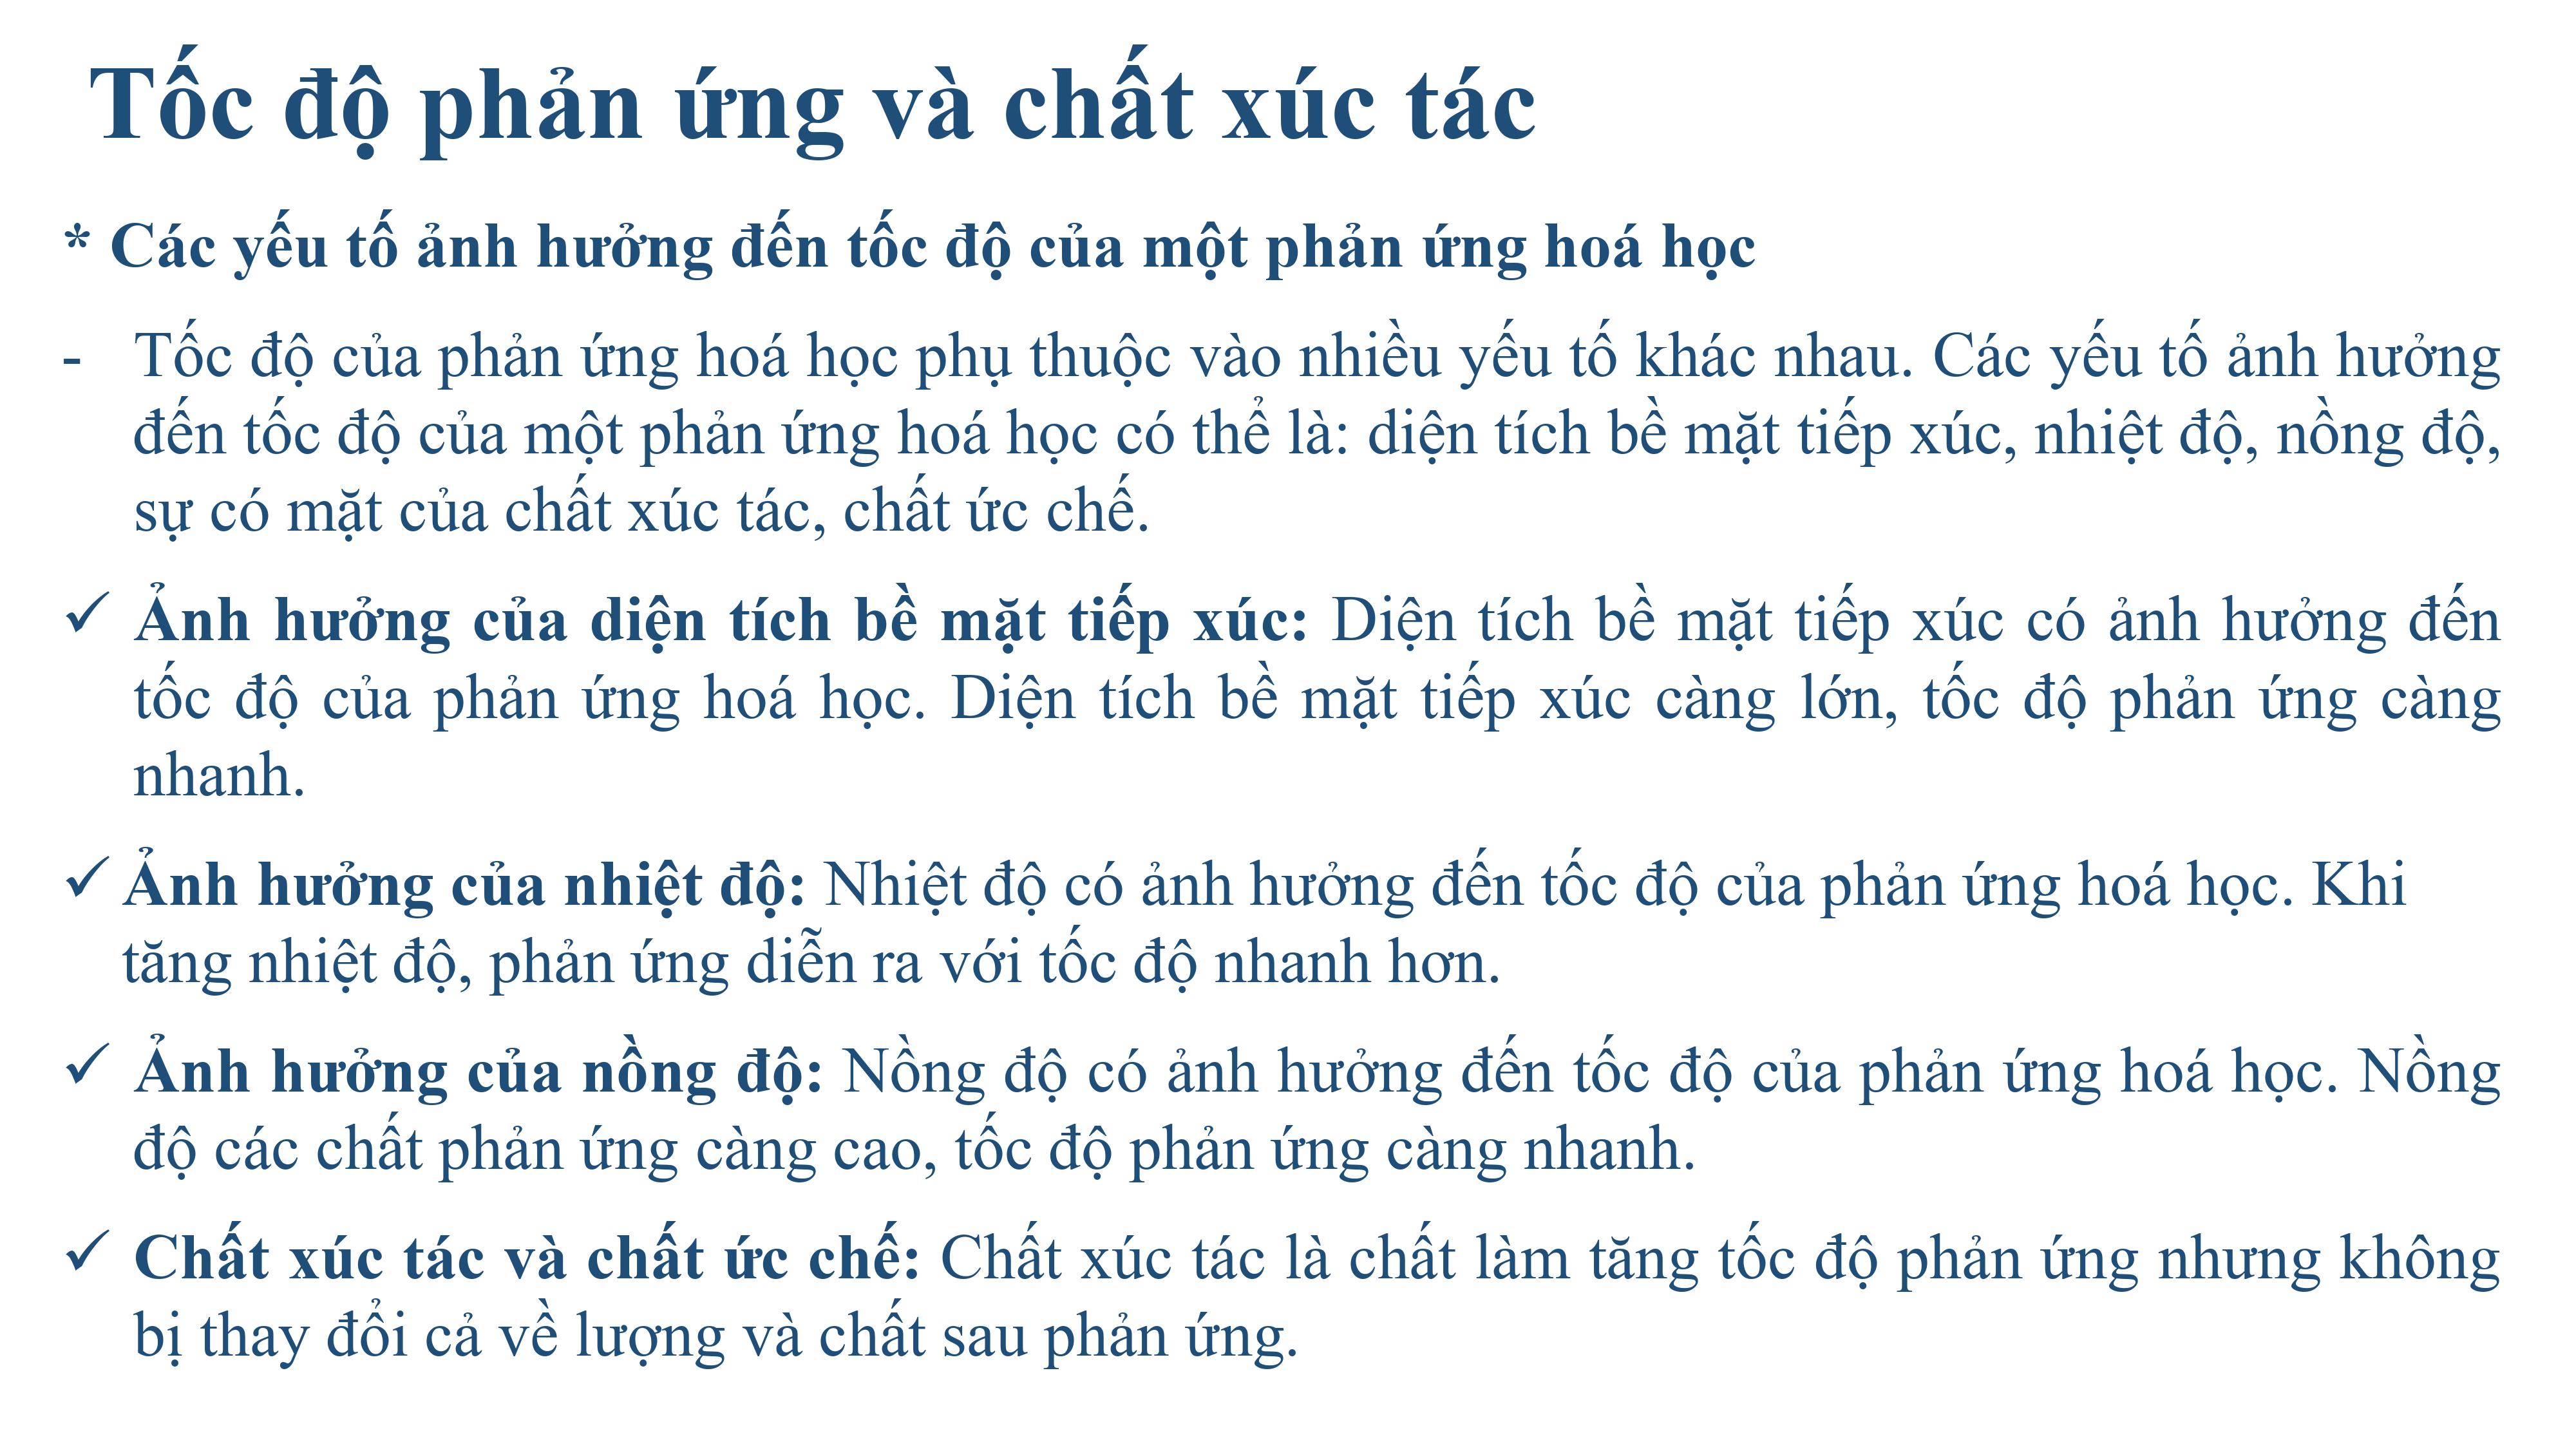 Tốc độ phản ứng và chất xúc tác
* Các yếu tố ảnh hưởng đến tốc độ của một phản ứng hoá học
- Tốc độ của phản ứng hoá học phụ thuộc vào nhiều yếu tố khác nhau. Các yếu tố ảnh hưởng
đến tốc độ của một phản ứng hoá học có thể là: diện tích bề mặt tiếp xúc, nhiệt độ, nồng độ,
sự có mặt của chất xúc tác, chất ức chế.
✓ Ảnh hưởng của diện tích bề mặt tiếp xúc: Diện tích bề mặt tiếp xúc có ảnh hưởng đến
tốc độ của phản ứng hoá học. Diện tích bề mặt tiếp xúc càng lớn, tốc độ phản ứng càng
nhanh.
✓ Ảnh hưởng của nhiệt độ: Nhiệt độ có ảnh hưởng đến tốc độ của phản ứng hoá học. Khi
tăng nhiệt độ, phản ứng diễn ra với tốc độ nhanh hơn.
✓ Ảnh hưởng của nồng độ: Nồng độ có ảnh hưởng đến tốc độ của phản ứng hoá học. Nồng
độ các chất phản ứng càng cao, tốc độ phản ứng càng nhanh.
✓ Chất xúc tác và chất ức chế: Chất xúc tác là chất làm tăng tốc độ phản ứng nhưng không
bị thay đổi cả về lượng và chất sau phản ứng.